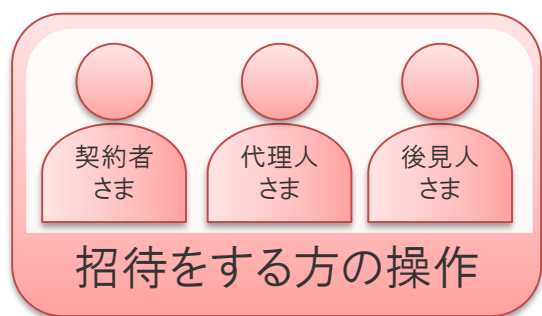 契約者
さま
代理人
さま
後見人
さま
招待をする方の操作